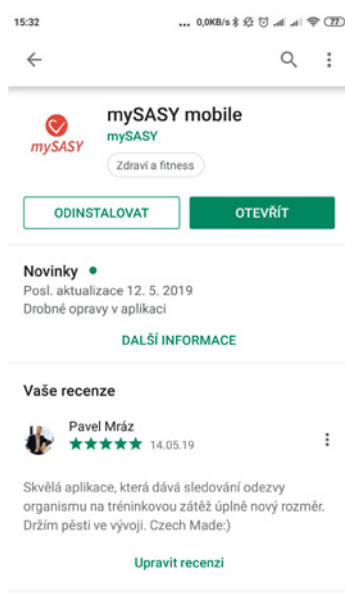 15:32 ... 0,0KB/s 77
mySASY mobile
mySASY
mySASY
Zdraví a fitness
ODINSTALOVAT OTEVŘÍT
Novinky
Posl. aktualizace 12. 5. 2019
Drobné opravy v aplikaci
DALŠÍ INFORMACE
Vaše recenze
Pavel Mráz
14.05.19
Skvělá aplikace, která dává sledování odezvy
organismu na tréninkovou zátěž úplně nový rozměr.
Držím pěsti ve vývoji. Czech Made:)
Upravit recenzi